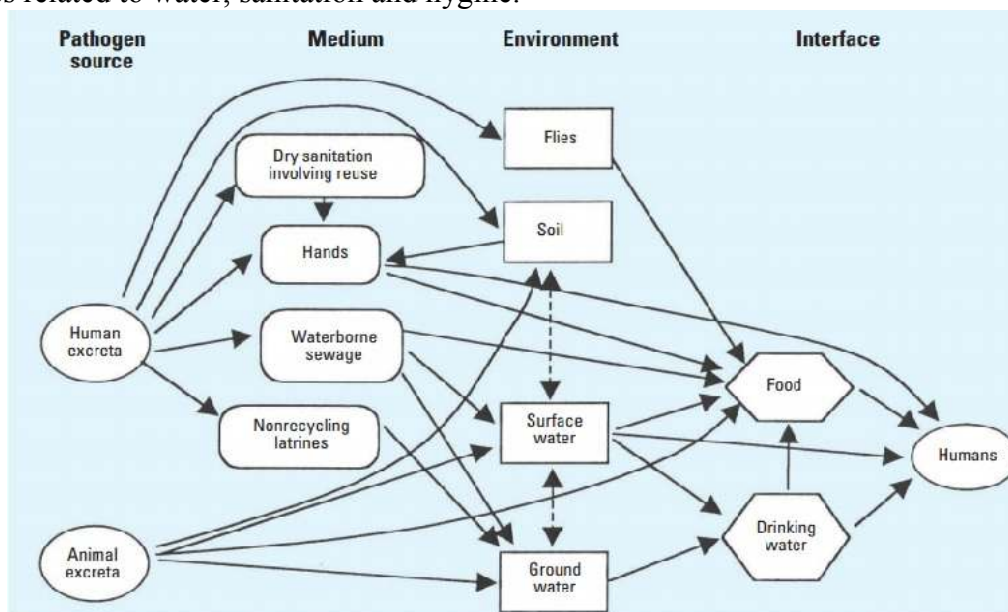 s related to water, sanitation and hygine.
Pathogen
source
Medium
Environment
Interface
Flies
Dry sanitation
involving reuse
Soil
Hands
Human
excreta
Waterborne
sewage
Food
Nonrecycling
latrines
Surface
water
Humans
Animal
excreta
Ground
water
Drinking
water